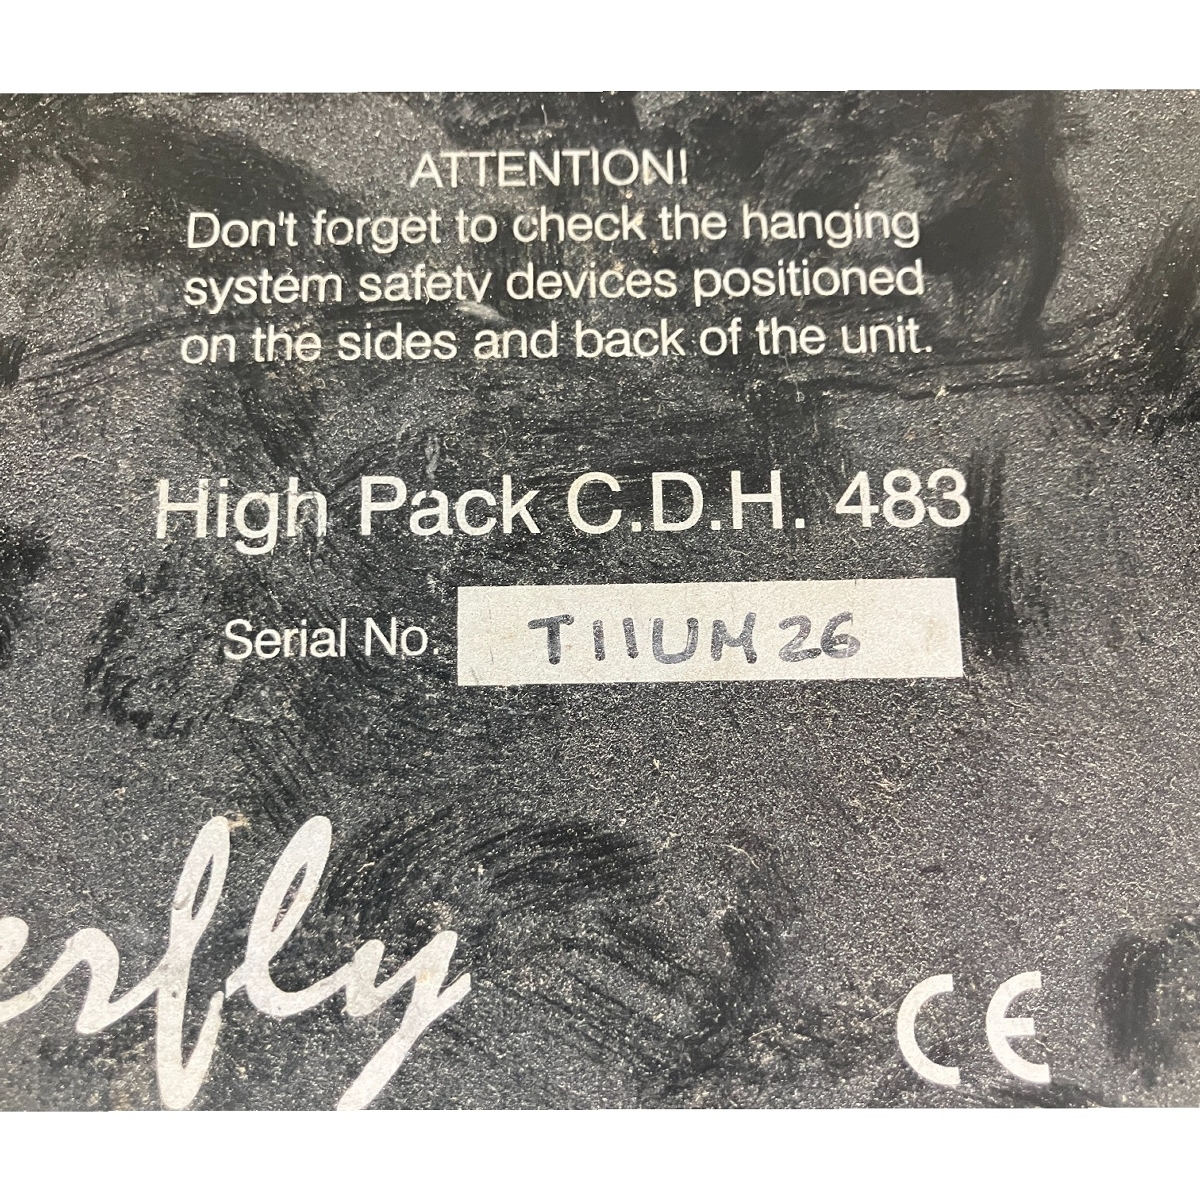 ATTENTION!
Don't forget to check the hanging
system safety devices positioned
on the sides and back of the unit.
High Pack C.D.H. 483
Serial No. T11UM26
erfly
CE